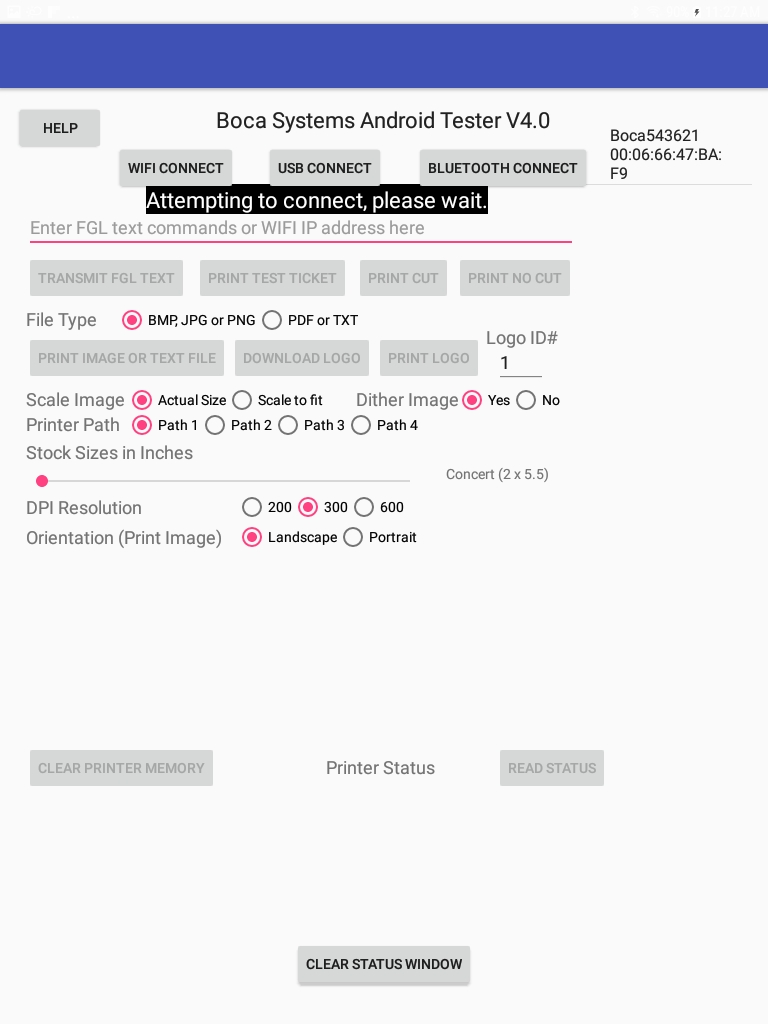 Boca Systems Android Tester V4.0
HELP
Boca543621
00:06:66:47:BA:
F9
WIFI CONNECT
USB CONNECT
BLUETOOTH CONNECT
Attempting to connect, please wait.
Enter FGL text commands or WIFI IP address here
TRANSMIT FGL TEXT
PRINT TEST TICKET
PRINT CUT
PRINT NO CUT
File Type
BMP, JPG or PNG
PDF or TXT
Logo ID#
PRINT IMAGE OR TEXT FILE
DOWNLOAD LOGO
PRINT LOGO
1
Scale Image
Actual Size
Scale to fit
Dither Image
Yes
No
Printer Path
Path 1
Path 2
Path 3
Path 4
Stock Sizes in Inches
Concert (2 x 5.5)
DPI Resolution
200
300
600
Orientation (Print Image)
Landscape
Portrait
CLEAR PRINTER MEMORY
Printer Status
READ STATUS
CLEAR STATUS WINDOW